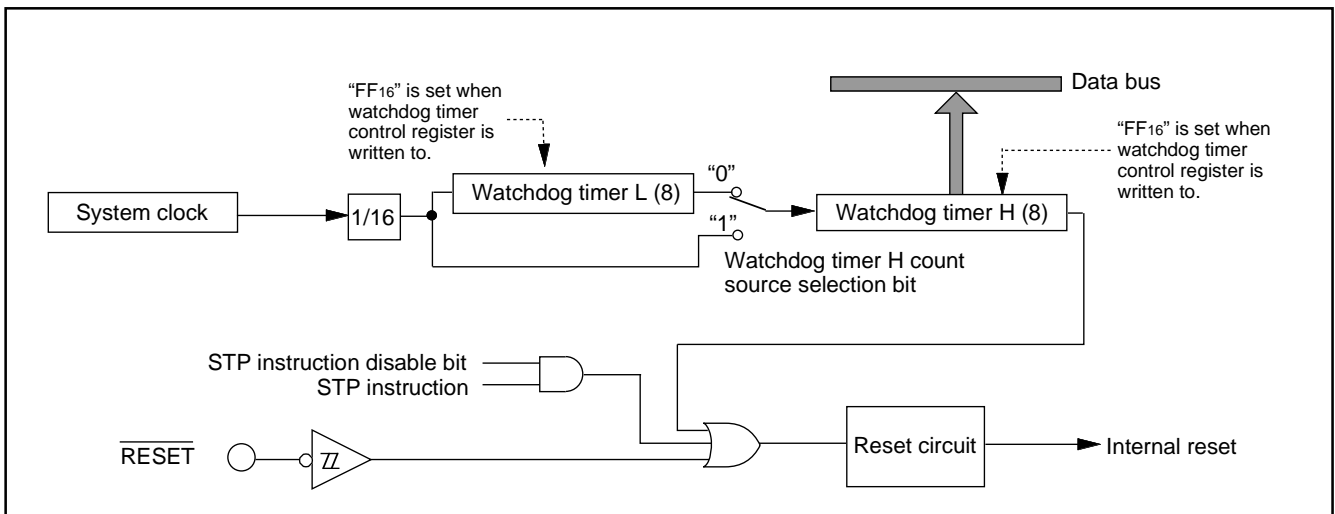 “FF16” is set when
watchdog timer
control register is
written to.
Data bus
“FF16” is set when
watchdog timer
control register is
written to.
System clock
1/16
Watchdog timer L (8)
“0”
“1”
Watchdog timer H (8)
Watchdog timer H count
source selection bit
STP instruction disable bit
STP instruction
RESET
Reset circuit
Internal reset